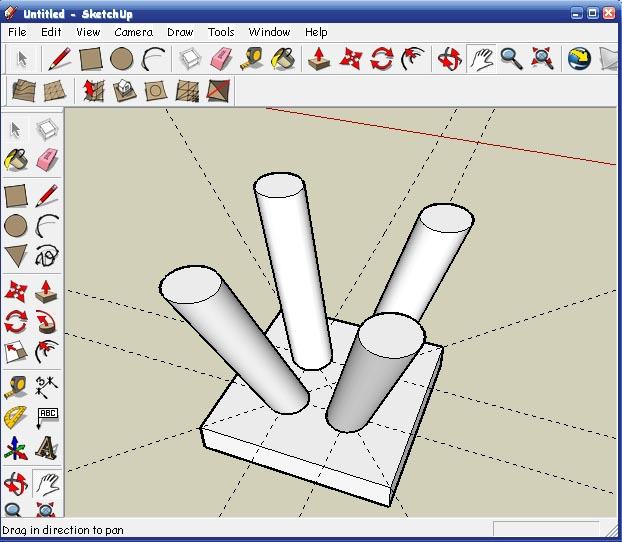 Untitled - SketchUp
File Edit View Camera Draw Tools Window Help
ABC
Drag in direction to pan